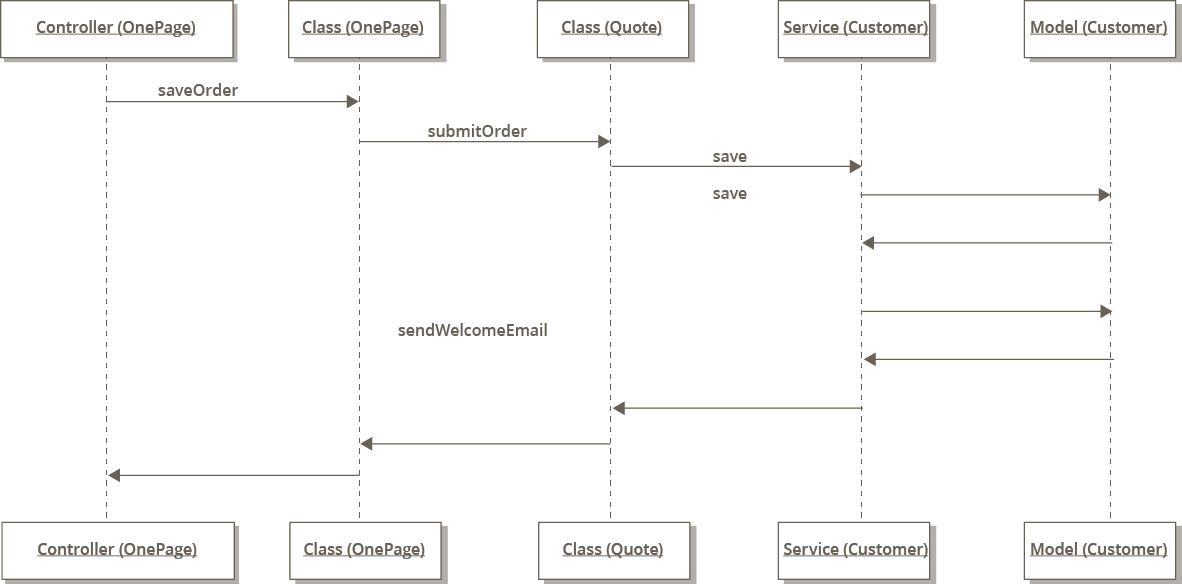 Controller (OnePage)
Class (OnePage)
Class (Quote)
Service (Customer)
Model (Customer)
saveOrder
submitOrder
save
save
sendWelcomeEmail
Controller (OnePage)
Class (OnePage)
Class (Quote)
Service (Customer)
Model (Customer)